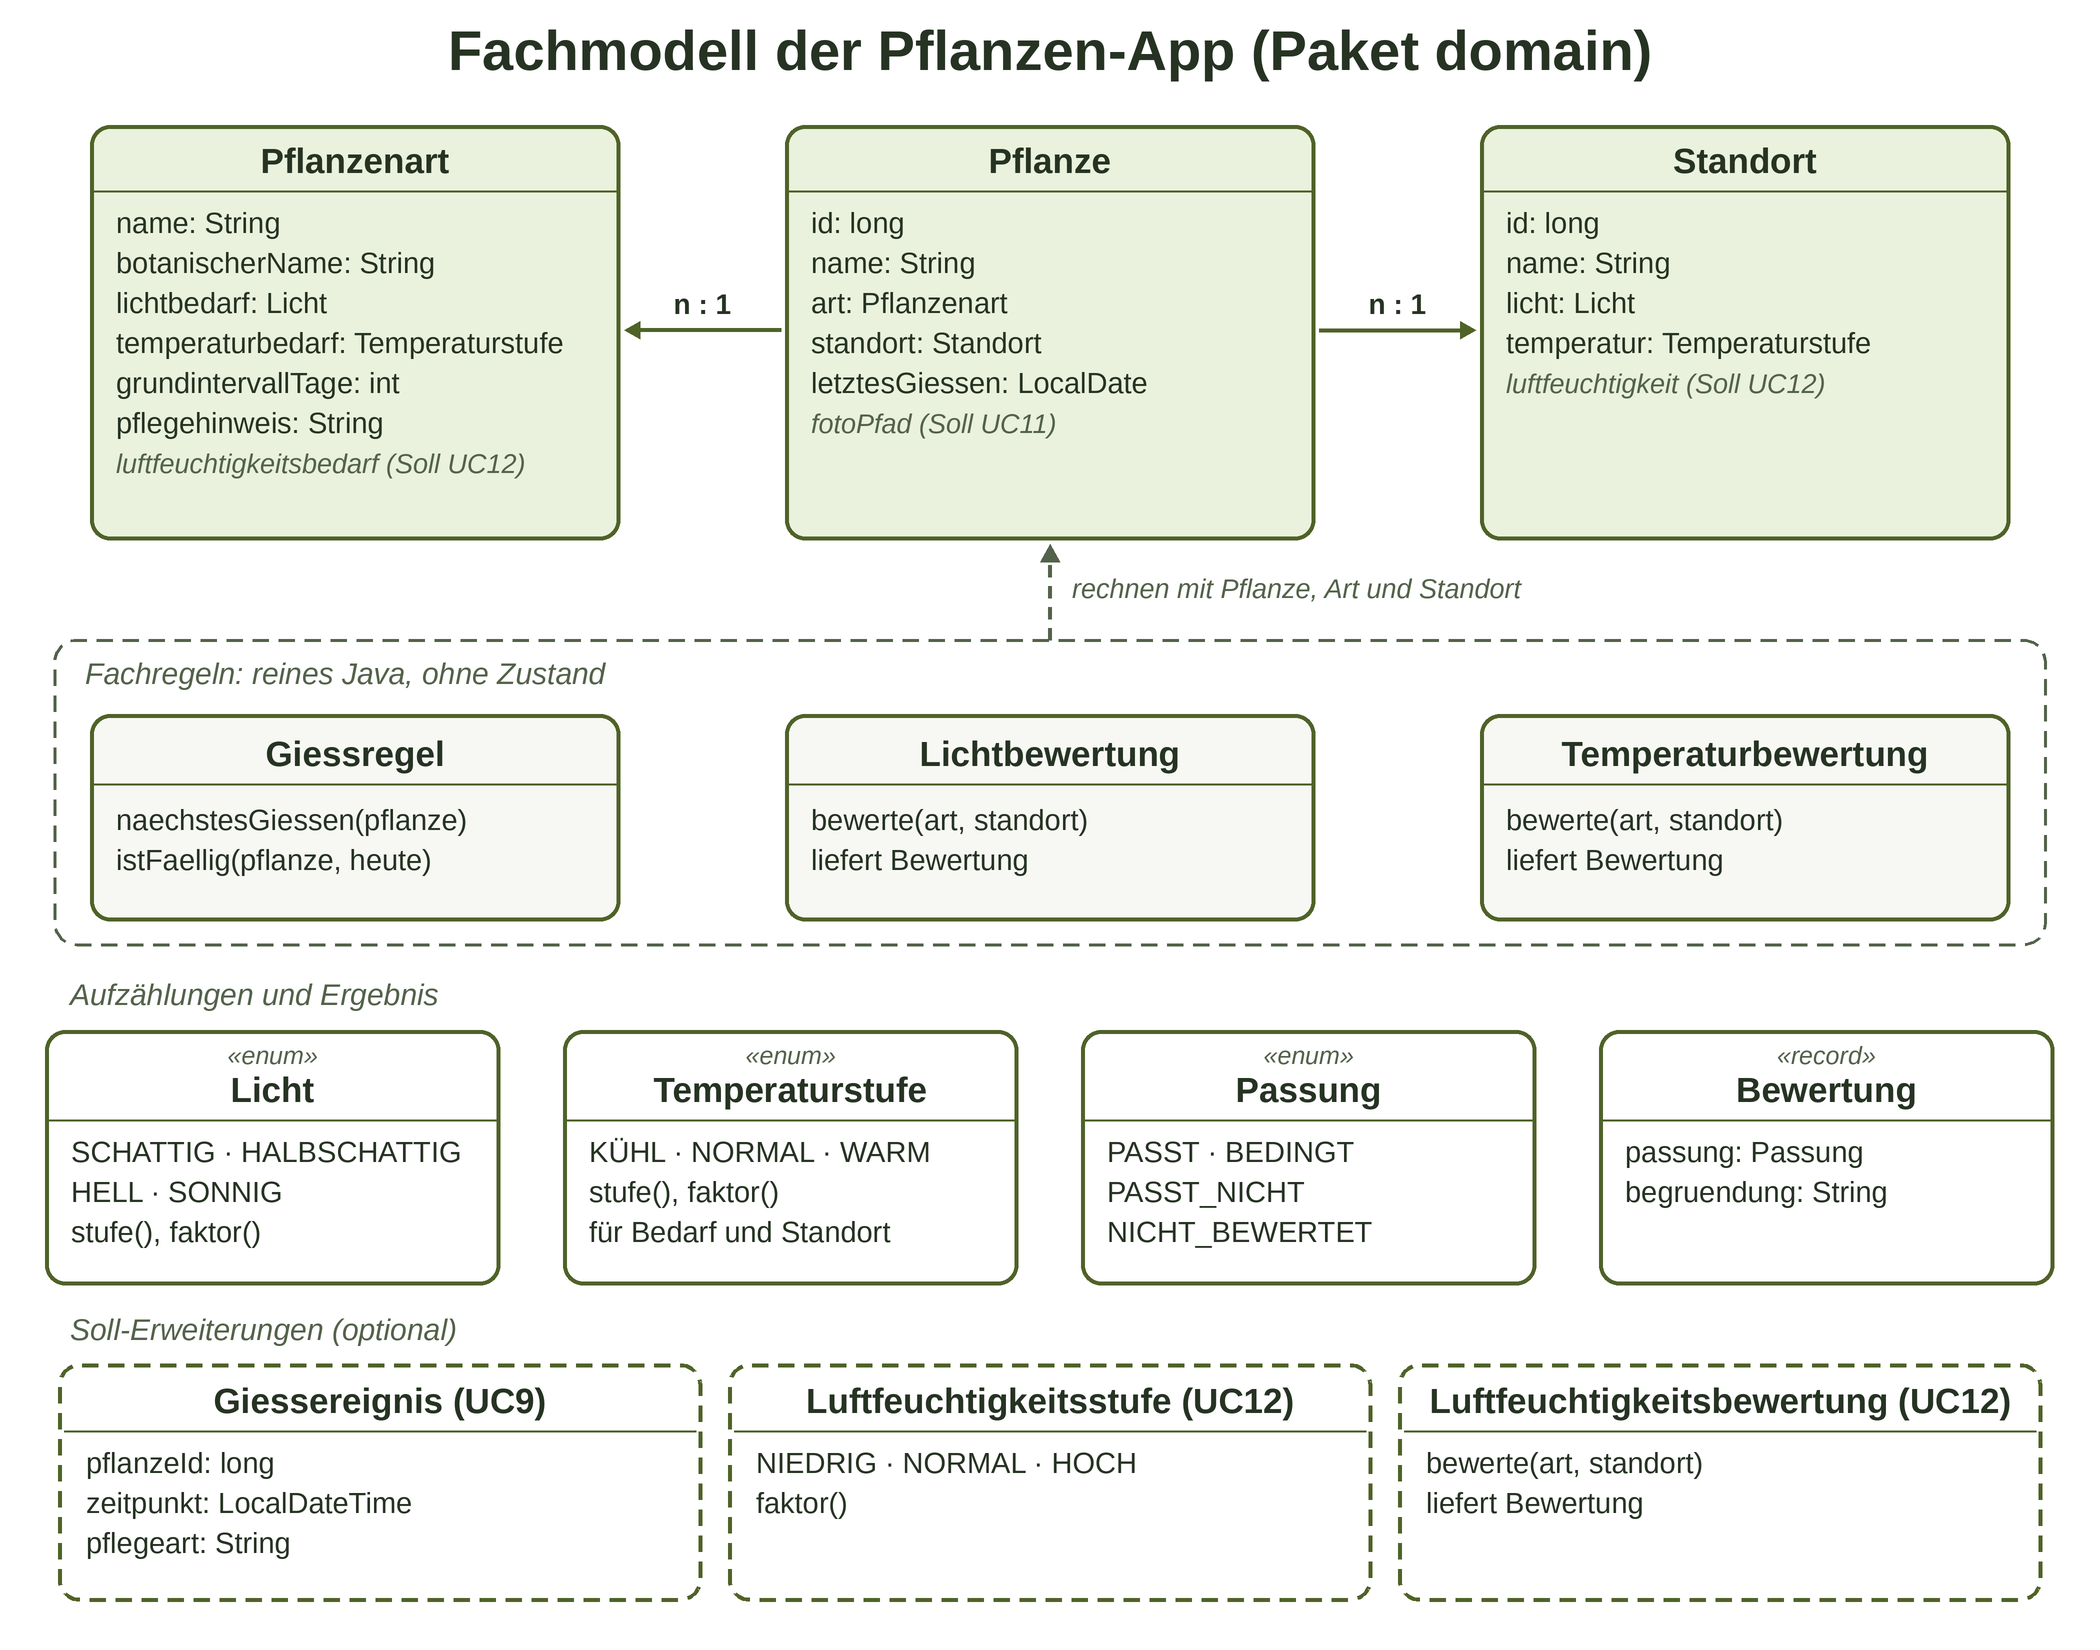 Fachmodell der Pflanzen-App (Paket domain)
Pflanzenart
name: String
botanischerName: String
lichtbedarf: Licht
temperaturbedarf: Temperaturstufe
grundintervallTage: int
pflegehinweis: String
luftfeuchtigkeitsbedarf (Soll UC12)
n : 1
Pflanze
id: long
name: String
art: Pflanzenart
standort: Standort
letztesGiessen: LocalDate
fotoPfad (Soll UC11)
n : 1
Standort
id: long
name: String
licht: Licht
temperatur: Temperaturstufe
luftfeuchtigkeit (Soll UC12)
rechnen mit Pflanze, Art und Standort
Fachregeln: reines Java, ohne Zustand
Giessregel
naechstesGiessen(pflanze)
istFaellig(pflanze, heute)
Lichtbewertung
bewerte(art, standort)
liefert Bewertung
Temperaturbewertung
bewerte(art, standort)
liefert Bewertung
Aufzählungen und Ergebnis
«enum»
Licht
SCHATTIG · HALBSCHATTIG
HELL · SONNIG
stufe(), faktor()
«enum»
Temperaturstufe
KÜHL · NORMAL · WARM
stufe(), faktor()
für Bedarf und Standort
«enum»
Passung
PASST · BEDINGT
PASST_NICHT
NICHT_BEWERTET
«record»
Bewertung
passung: Passung
begruendung: String
Soll-Erweiterungen (optional)
Giessereignis (UC9)
pflanzeId: long
zeitpunkt: LocalDateTime
pflegeart: String
Luftfeuchtigkeitsstufe (UC12)
NIEDRIG · NORMAL · HOCH
faktor()
Luftfeuchtigkeitsbewertung (UC12)
bewerte(art, standort)
liefert Bewertung